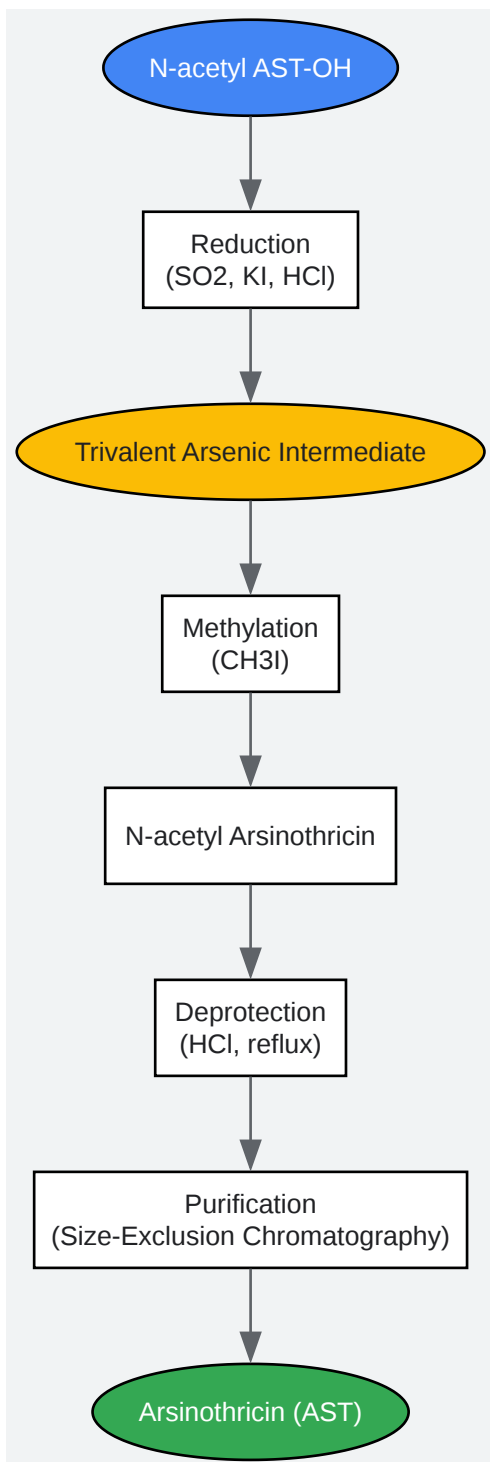 N-acetyl AST-OH
Reduction
(SO2, KI, HCl)
Trivalent Arsenic Intermediate
Methylation
(CH3I)
N-acetyl Arsinothricin
Deprotection
(HCl, reflux)
Purification
(Size-Exclusion Chromatography)
Arsinothricin (AST)